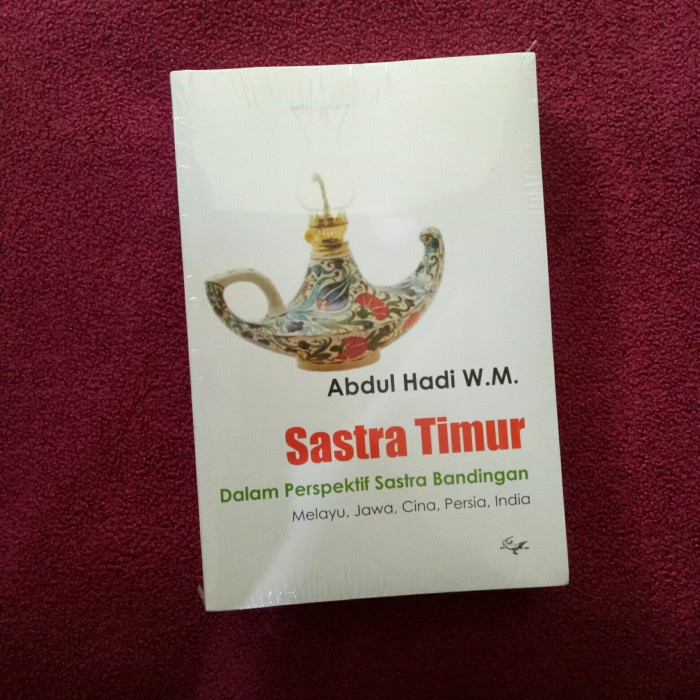 Abdul Hadi W.M.
Sastra Timur
Dalam Perspektif Sastra Bandingan
Melayu, Jawa, Cina, Persia, India